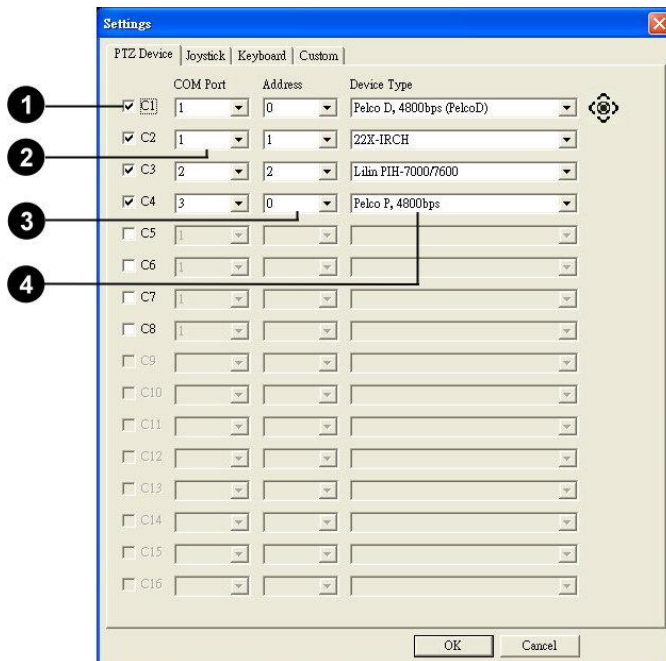 Settings
PTZ Device Joystick Keyboard Custom
COM Port Address Device Type
1 C1 1 0 Pelco D, 4800bps (PelcoD)
C2 1 1 22X-IRCH
2
C3 2 2 Lilin PIH-7000/7600
C4 3 0 Pelco P, 4800bps
3
C5 1
C6 1
4
C7 1
C8 1
C9
C10
C11
C12
C13
C14
C15
C16
OK Cancel